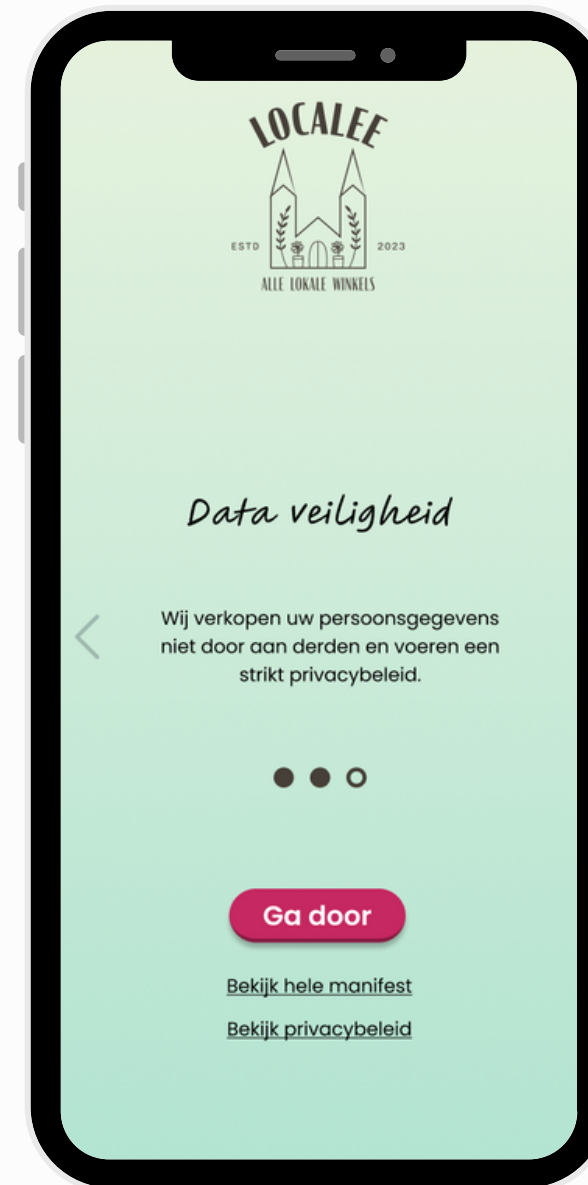 LOCALEE
ESTD 2023
ALLE LOKALE WINKELS
Data veiligheid
Wij verkopen uw persoonsgegevens
niet door aan derden en voeren een
strikt privacybeleid.
Ga door
Bekijk hele manifest
Bekijk privacybeleid